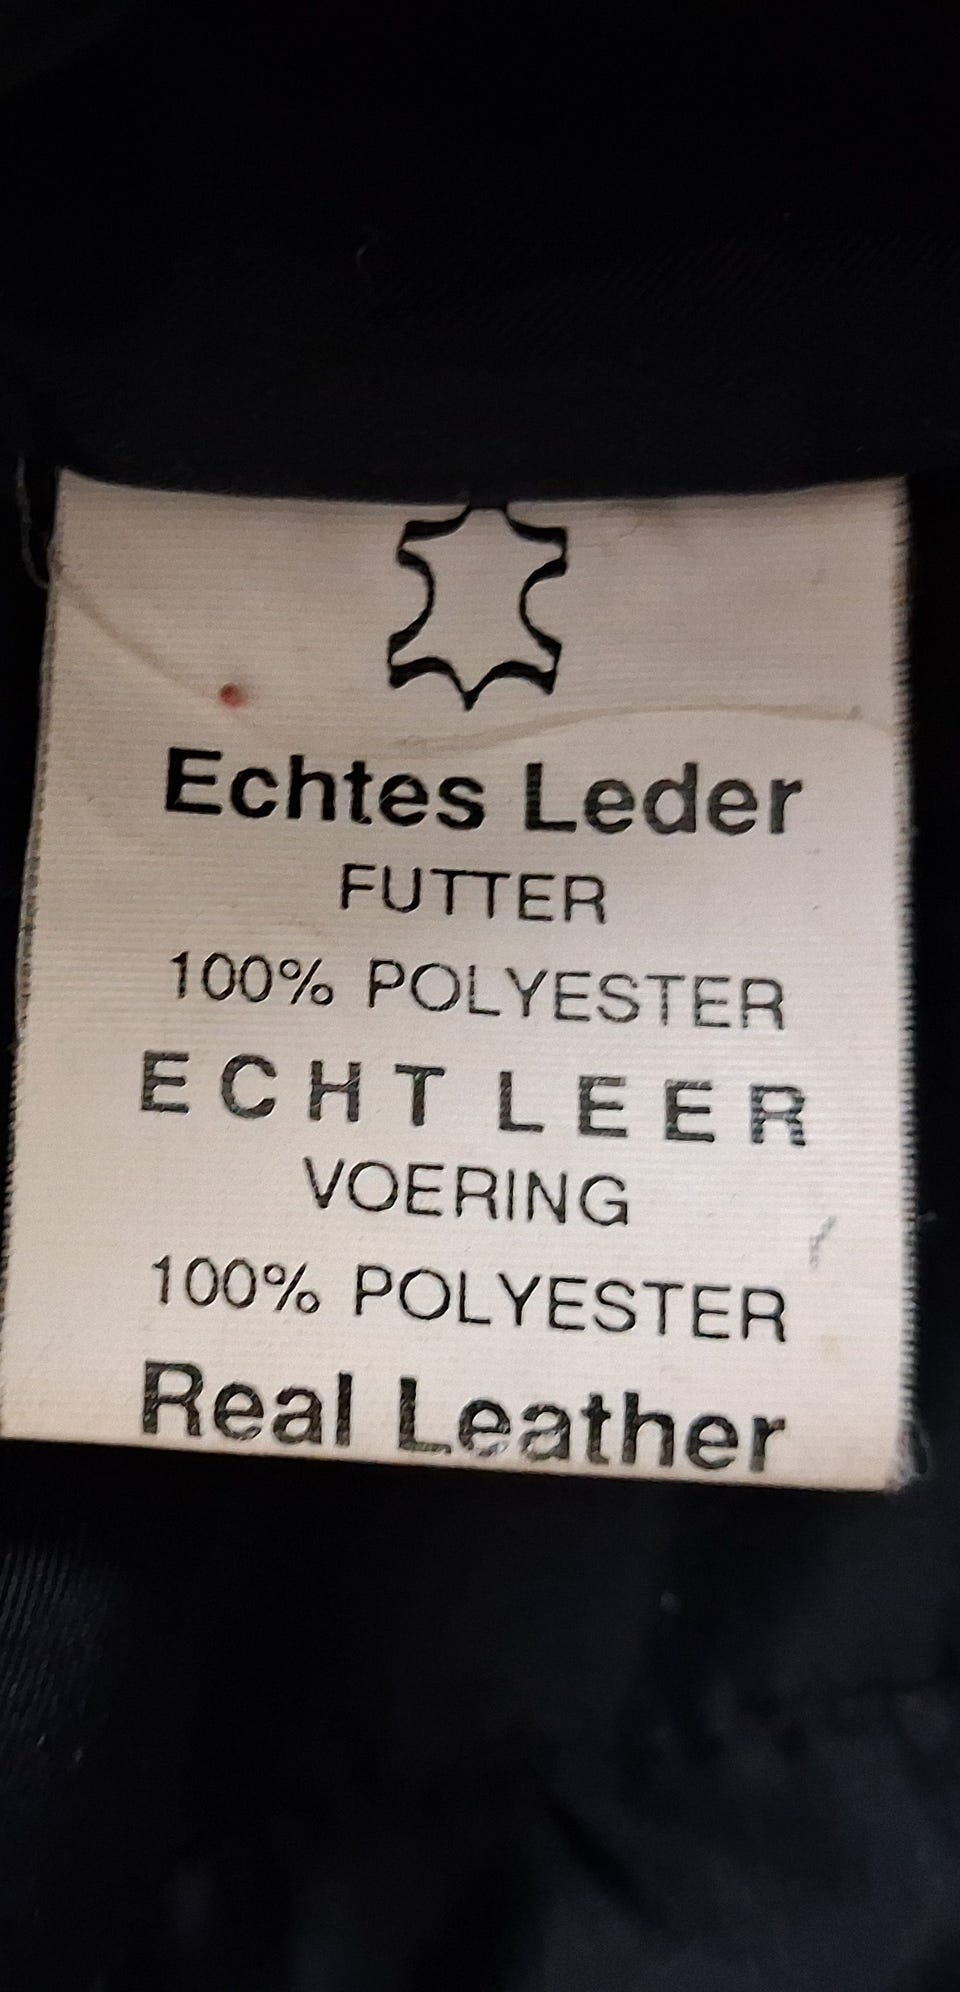 Echtes Leder
FUTTER
100% POLYESTER
ECHT LEER
VOERING
100% POLYESTER
Real Leather